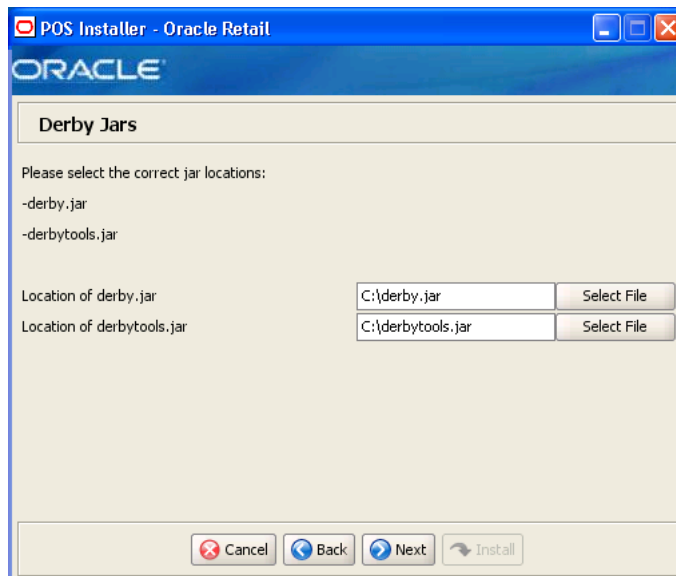 POS Installer - Oracle Retail
ORACLE
Derby Jars
Please select the correct jar locations:
-derby.jar
-derbytools.jar
Location of derby.jar C:\derby.jar Select File
Location of derbytools.jar C:\derbytools.jar Select File
Cancel Back Next Install